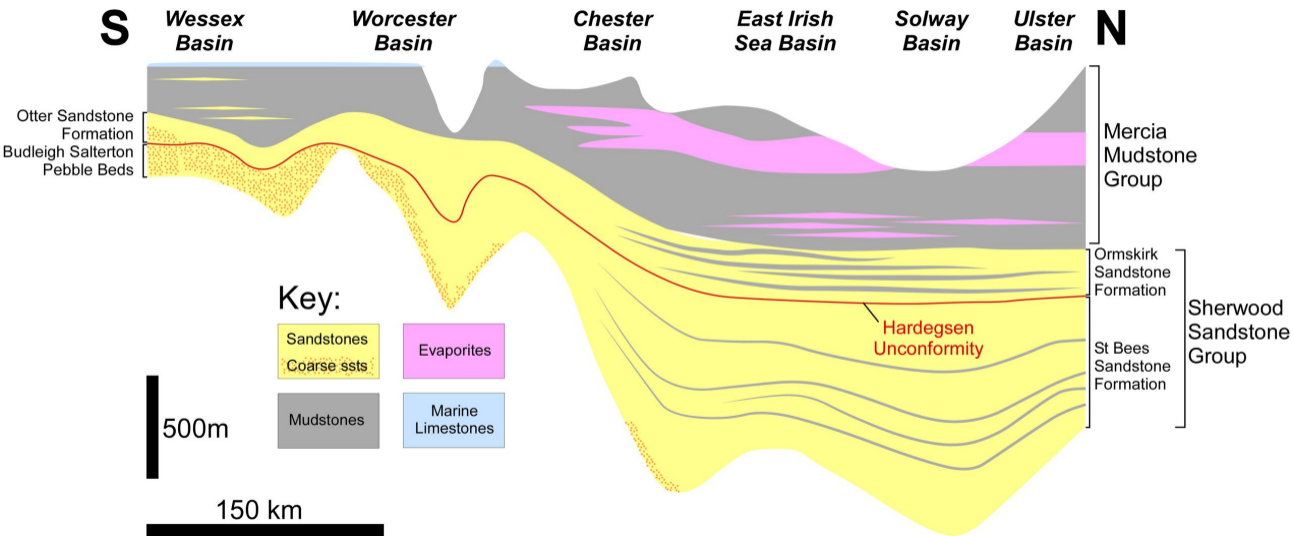 S
Wessex
Basin
Worcester
Basin
Chester
Basin
East Irish
Sea Basin
Solway
Basin
Ulster
Basin
N
Otter Sandstone
Formation
Budleigh Salterton
Pebble Beds
Mercia
Mudstone
Group
Ormskirk
Sandstone
Formation
Sherwood
Sandstone
Group
Hardegsen
Unconformity
St Bees
Sandstone
Formation
Key:
Sandstones
Coarse ssts
Evaporites
Mudstones
Marine
Limestones
500m
150 km